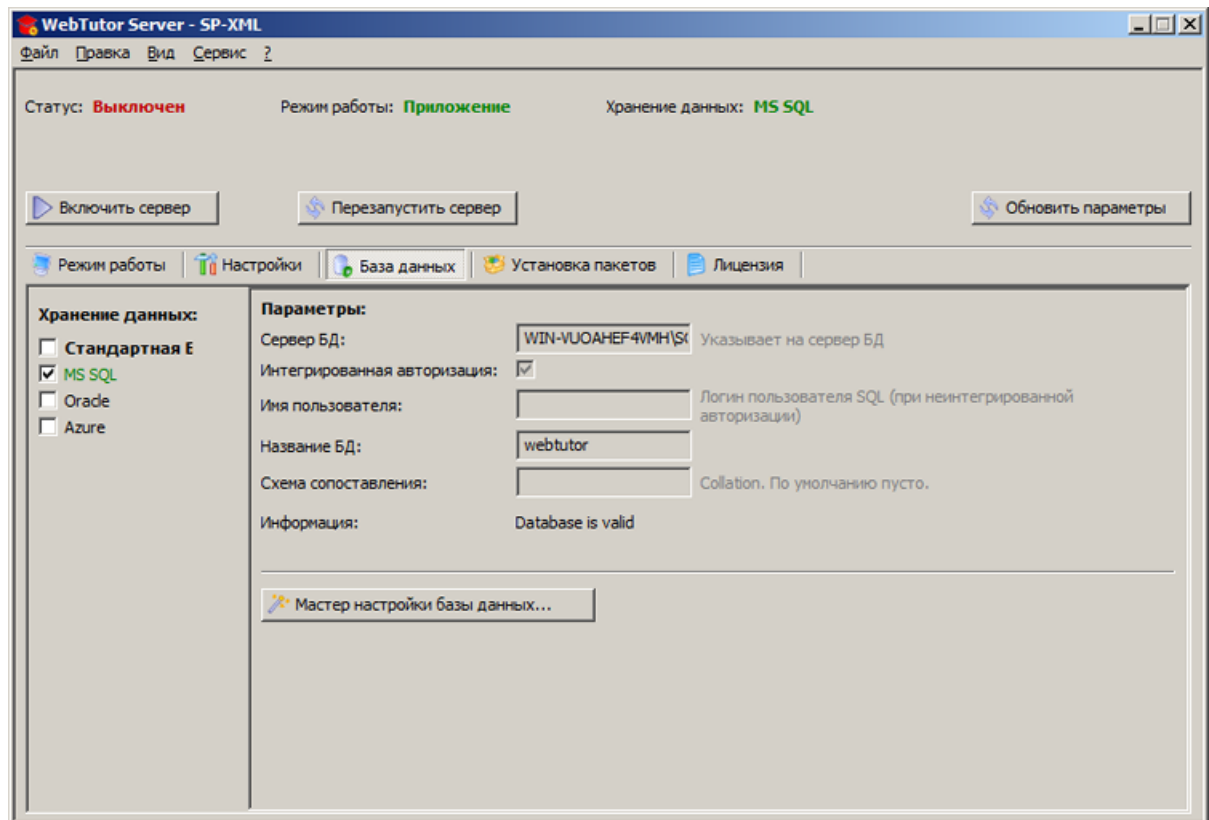 WebTutor Server - SP-XML
Файл Правка Вид Сервис ?
Статус: Выключен Режим работы: Приложение Хранение данных: MS SQL
Включить сервер Перезапустить сервер Обновить параметры
Режим работы Настройки База данных Установка пакетов Лицензия
Хранение данных:
Стандартная Б
MS SQL
Oracle
Azure
Параметры:
Сервер БД: WIN-VUOAHEF4VMH\SQ Указывает на сервер БД
Интегрированная авторизация:
Имя пользователя: Логин пользователя SQL (при неинтегрированной
авторизации)
Название БД: webtutor
Схема сопоставления: Collation. По умолчанию пусто.
Информация: Database is valid
Мастер настройки базы данных...